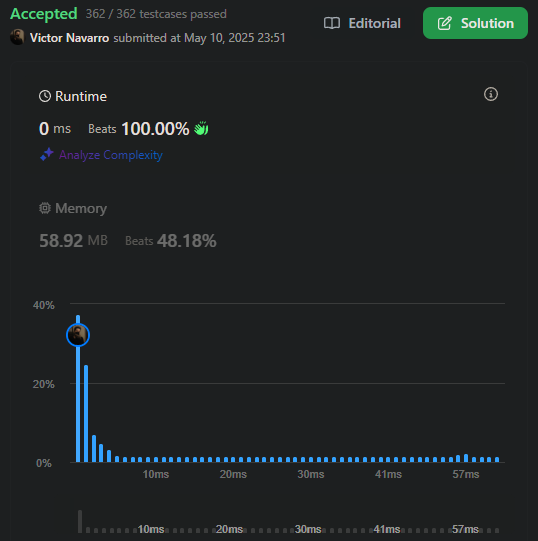 Accepted 362 / 362 testcases passed
Editorial
Solution
Victor Navarro submitted at May 10, 2025 23:51
Runtime
0 ms Beats 100.00%
Analyze Complexity
Memory
58.92 MB Beats 48.18%
40%
20%
0%
10ms 20ms 30ms 41ms 57ms
10ms 20ms 30ms 41ms 57ms